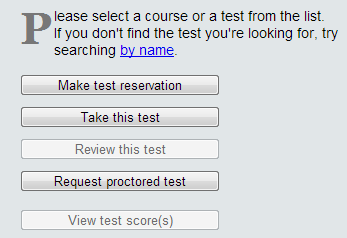 Please select a course or a test from the list.
If you don't find the test you're looking for, try
searching by name.
Make test reservation
Take this test
Review this test
Request proctored test
View test score(s)